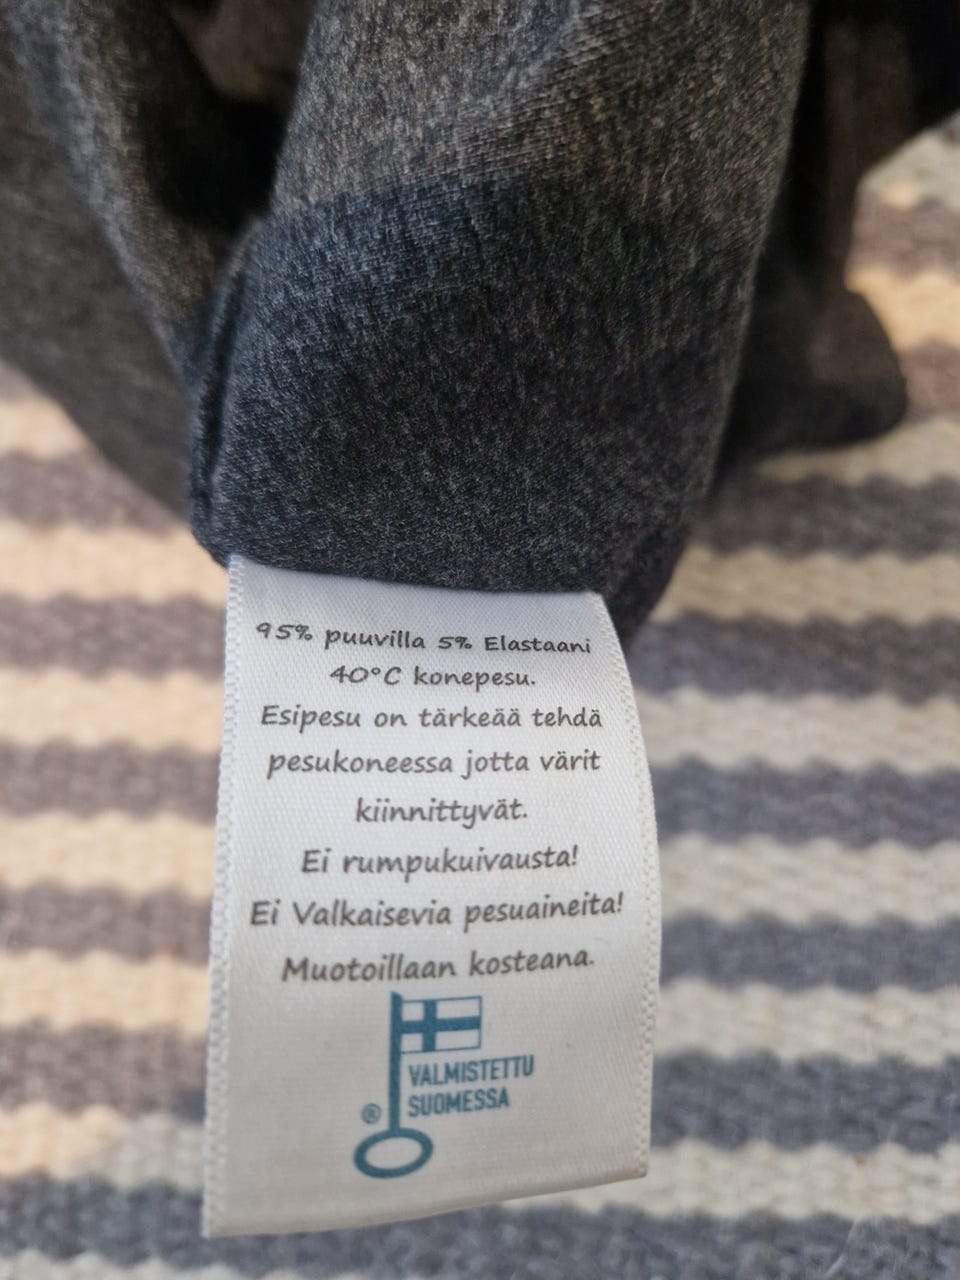 95% puuvilla 5% Elastaani
40°C konepesu.
Esipesu on tärkeää tehdä
pesukoneessa jotta värit
kiinnittyvät.
Ei rumpukuivausta!
Ei Valkaisevia pesuaineita!
Muotoillaan kosteana.
VALMISTETTU
SUOMESSA
®